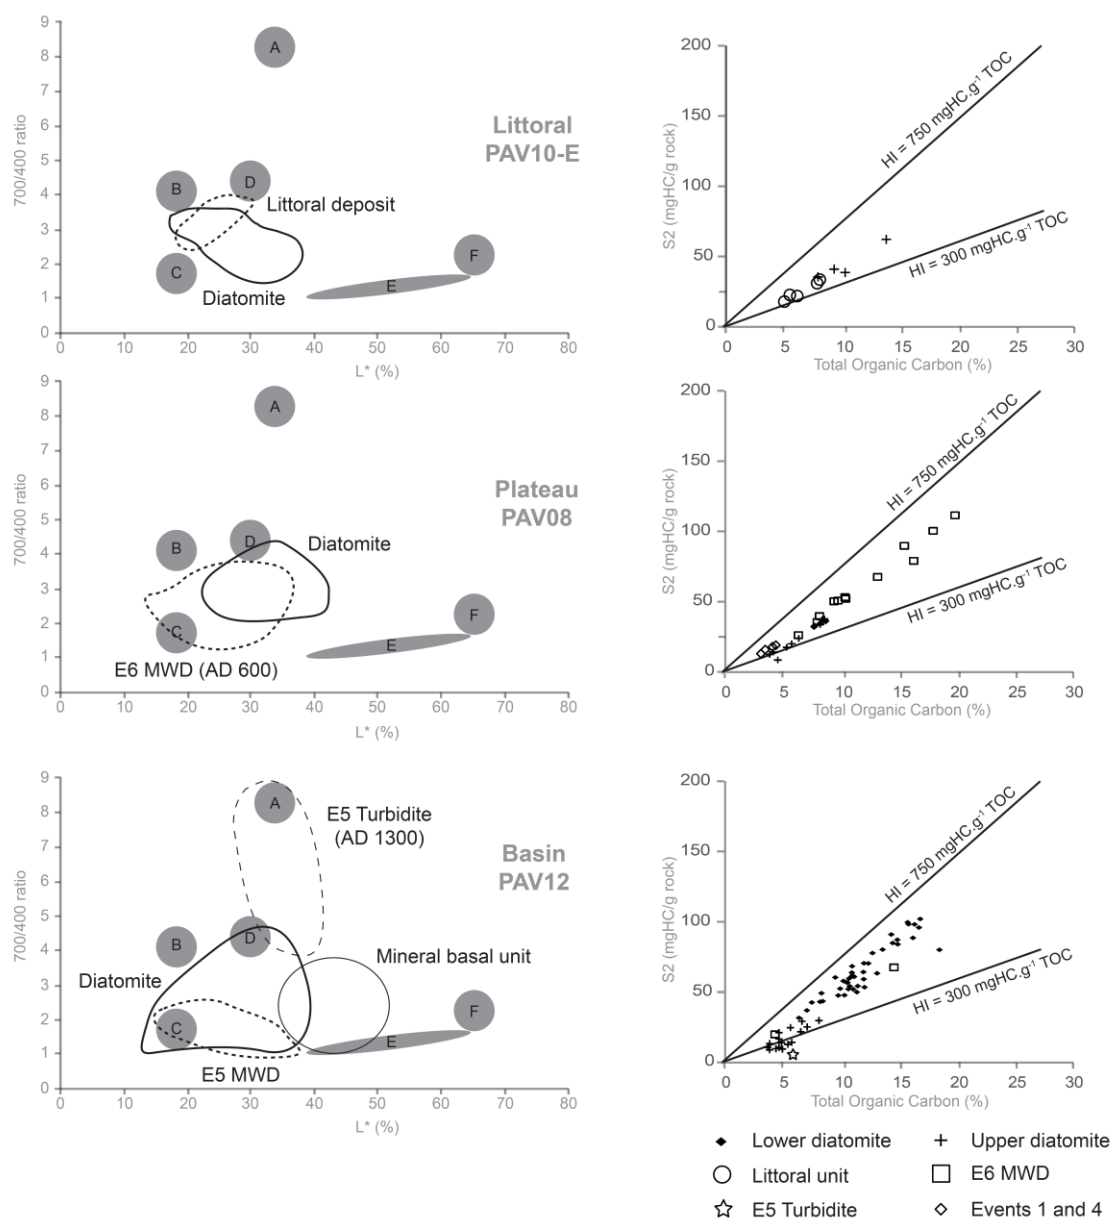 9
8
7
6
5
4
3
2
1
0
700/400 ratio
A
B
D
C
E
F
Littoral
PAV10-E
Littoral deposit
Diatomite
0
10
20
30
40
50
60
70
80
L* (%)
200
150
100
50
0
S2 (mgHC/g rock)
HI = 750 mgHC.g-1 TOC
HI = 300 mgHC.g-1 TOC
0
5
10
15
20
25
30
Total Organic Carbon (%)
9
8
7
6
5
4
3
2
1
0
700/400 ratio
A
B
D
C
E
F
Plateau
PAV08
Diatomite
E6 MWD (AD 600)
0
10
20
30
40
50
60
70
80
L* (%)
200
150
100
50
0
S2 (mgHC/g rock)
HI = 750 mgHC.g-1 TOC
HI = 300 mgHC.g-1 TOC
0
5
10
15
20
25
30
Total Organic Carbon (%)
9
8
7
6
5
4
3
2
1
0
700/400 ratio
A
B
D
C
E
F
E5 Turbidite
(AD 1300)
Basin
PAV12
Mineral basal unit
Diatomite
E5 MWD
0
10
20
30
40
50
60
70
80
L* (%)
200
150
100
50
0
S2 (mgHC/g rock)
HI = 750 mgHC.g-1 TOC
HI = 300 mgHC.g-1 TOC
0
5
10
15
20
25
30
Total Organic Carbon (%)
Lower diatomite
Upper diatomite
Littoral unit
E6 MWD
E5 Turbidite
Events 1 and 4